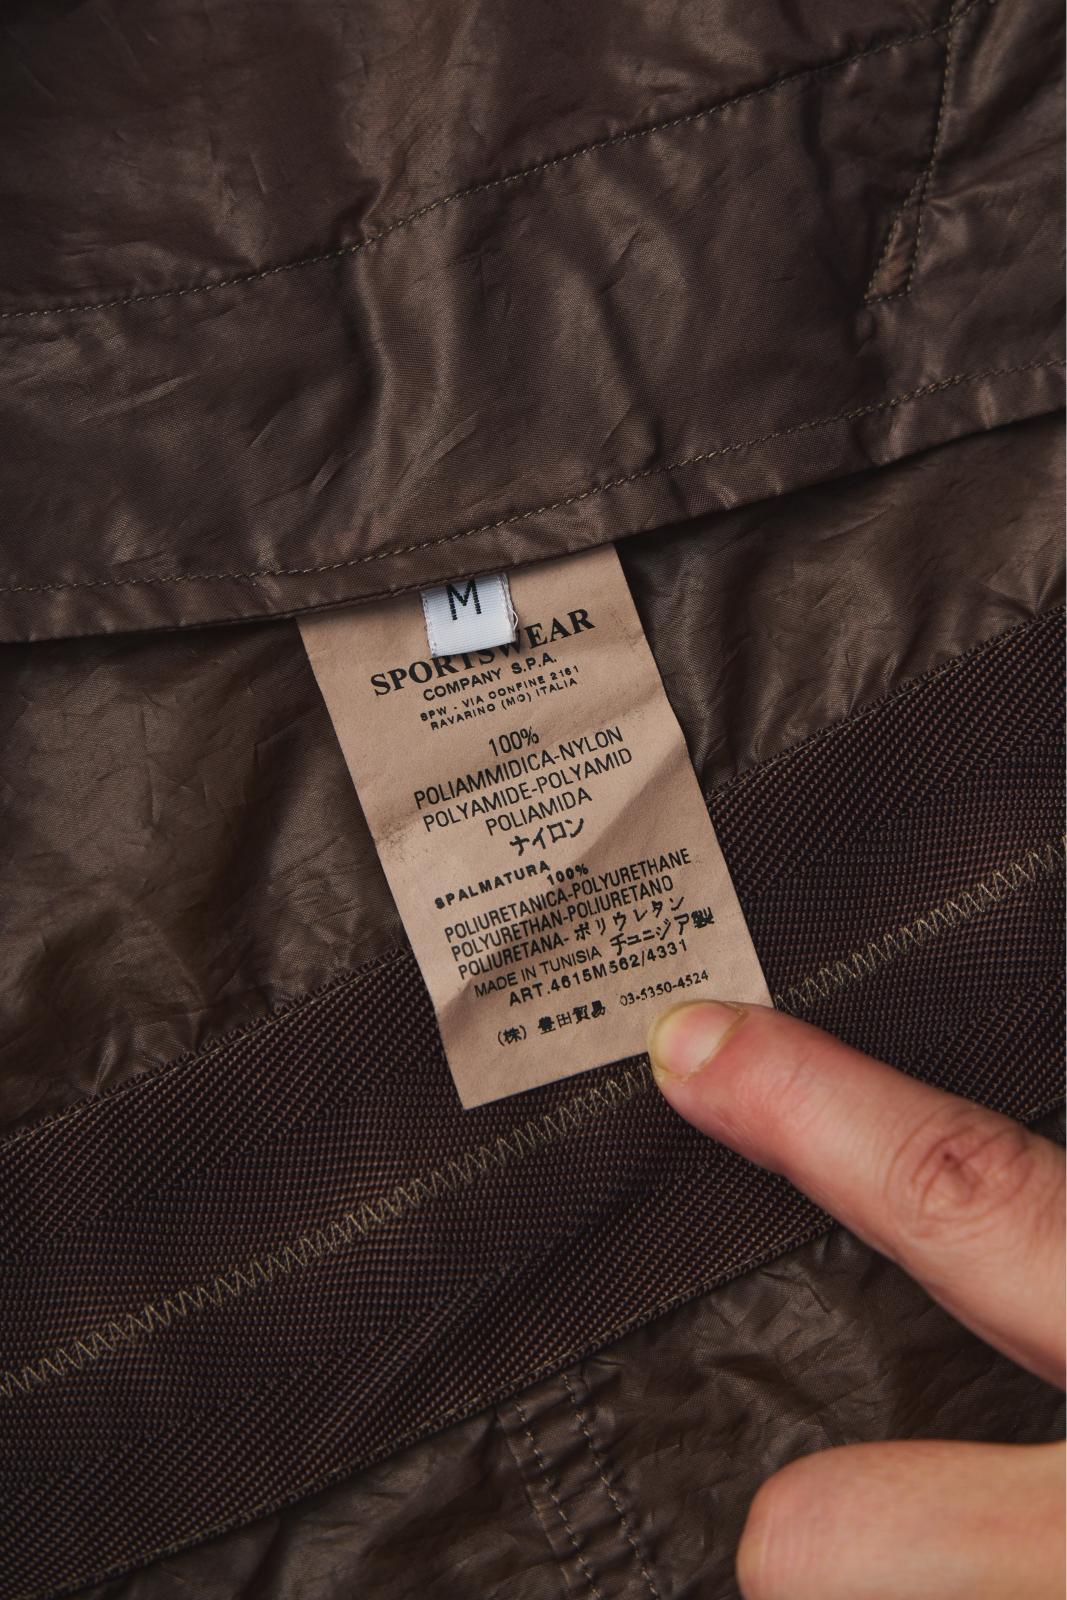 M
SPORTSWEAR
COMPANY S.P.A.
SPW - VIA CONFINE 2161
RAVARINO (MO) ITALIA
100%
POLIAMMIDICA-NYLON
POLYAMIDE-POLYAMID
POLIAMIDA
ナイロン
SPALMATURA 100%
POLIURETANICA-POLYURETHANE
POLYURETHAN-POLIURETANO
POLIURETANA- ポリウレタン
MADE IN TUNISIA チュニジア製
ART.4615M562/4331
(株) 豊田貿易 03-5350-4524